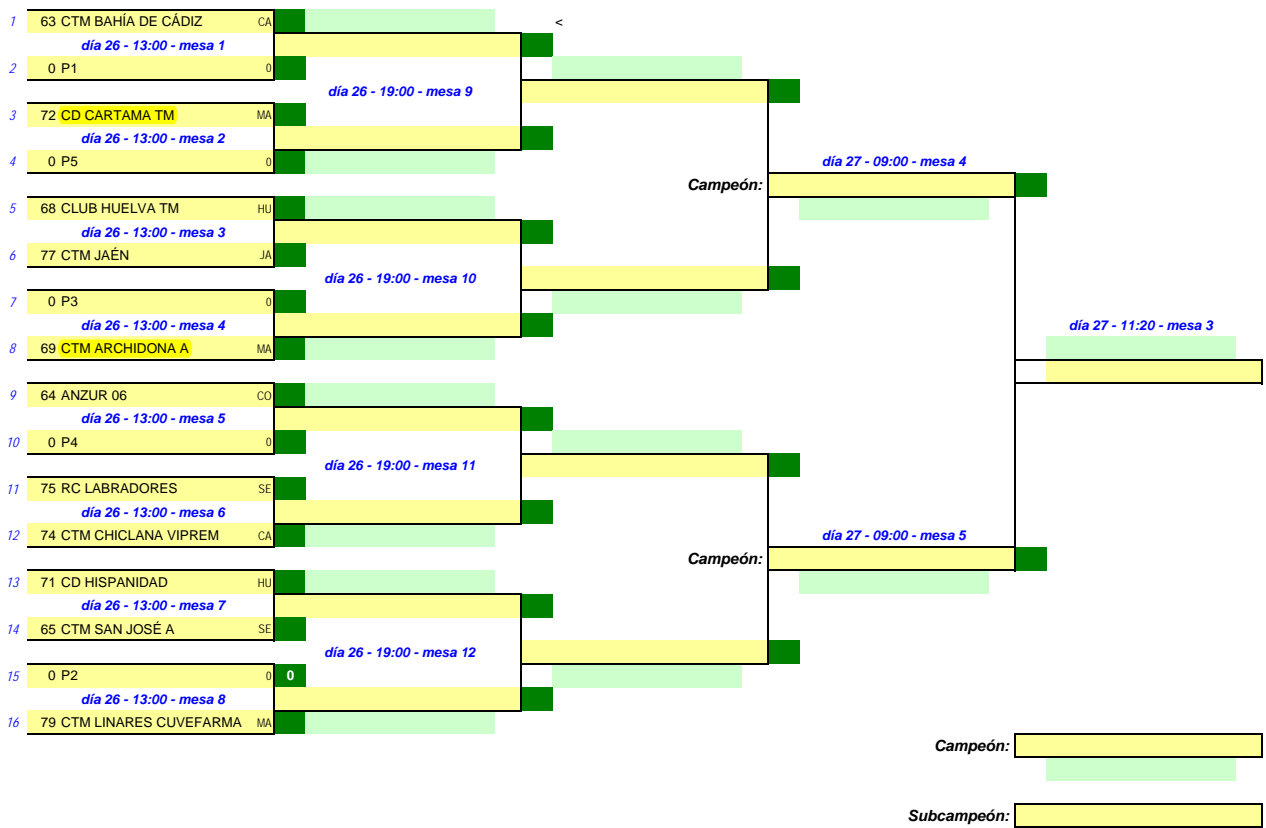 1 63 CTM BAHÍA DE CÁDIZ CA <
día 26 - 13:00 - mesa 1
2 0 P1 0
día 26 - 19:00 - mesa 9
3 72 CD CARTAMA TM MA
día 26 - 13:00 - mesa 2
4 0 P5 0
día 27 - 09:00 - mesa 4
Campeón:
5 68 CLUB HUELVA TM HU
día 26 - 13:00 - mesa 3
6 77 CTM JAÉN JA
día 26 - 19:00 - mesa 10
7 0 P3 0
día 26 - 13:00 - mesa 4
día 27 - 11:20 - mesa 3
8 69 CTM ARCHIDONA A MA
9 64 ANZUR 06 CO
día 26 - 13:00 - mesa 5
10 0 P4 0
día 26 - 19:00 - mesa 11
11 75 RC LABRADORES SE
día 26 - 13:00 - mesa 6
12 74 CTM CHICLANA VIPREM CA
día 27 - 09:00 - mesa 5
Campeón:
13 71 CD HISPANIDAD HU
día 26 - 13:00 - mesa 7
14 65 CTM SAN JOSÉ A SE
día 26 - 19:00 - mesa 12
15 0 P2 0 0
día 26 - 13:00 - mesa 8
16 79 CTM LINARES CUVEFARMA MA
Campeón:
Subcampeón: